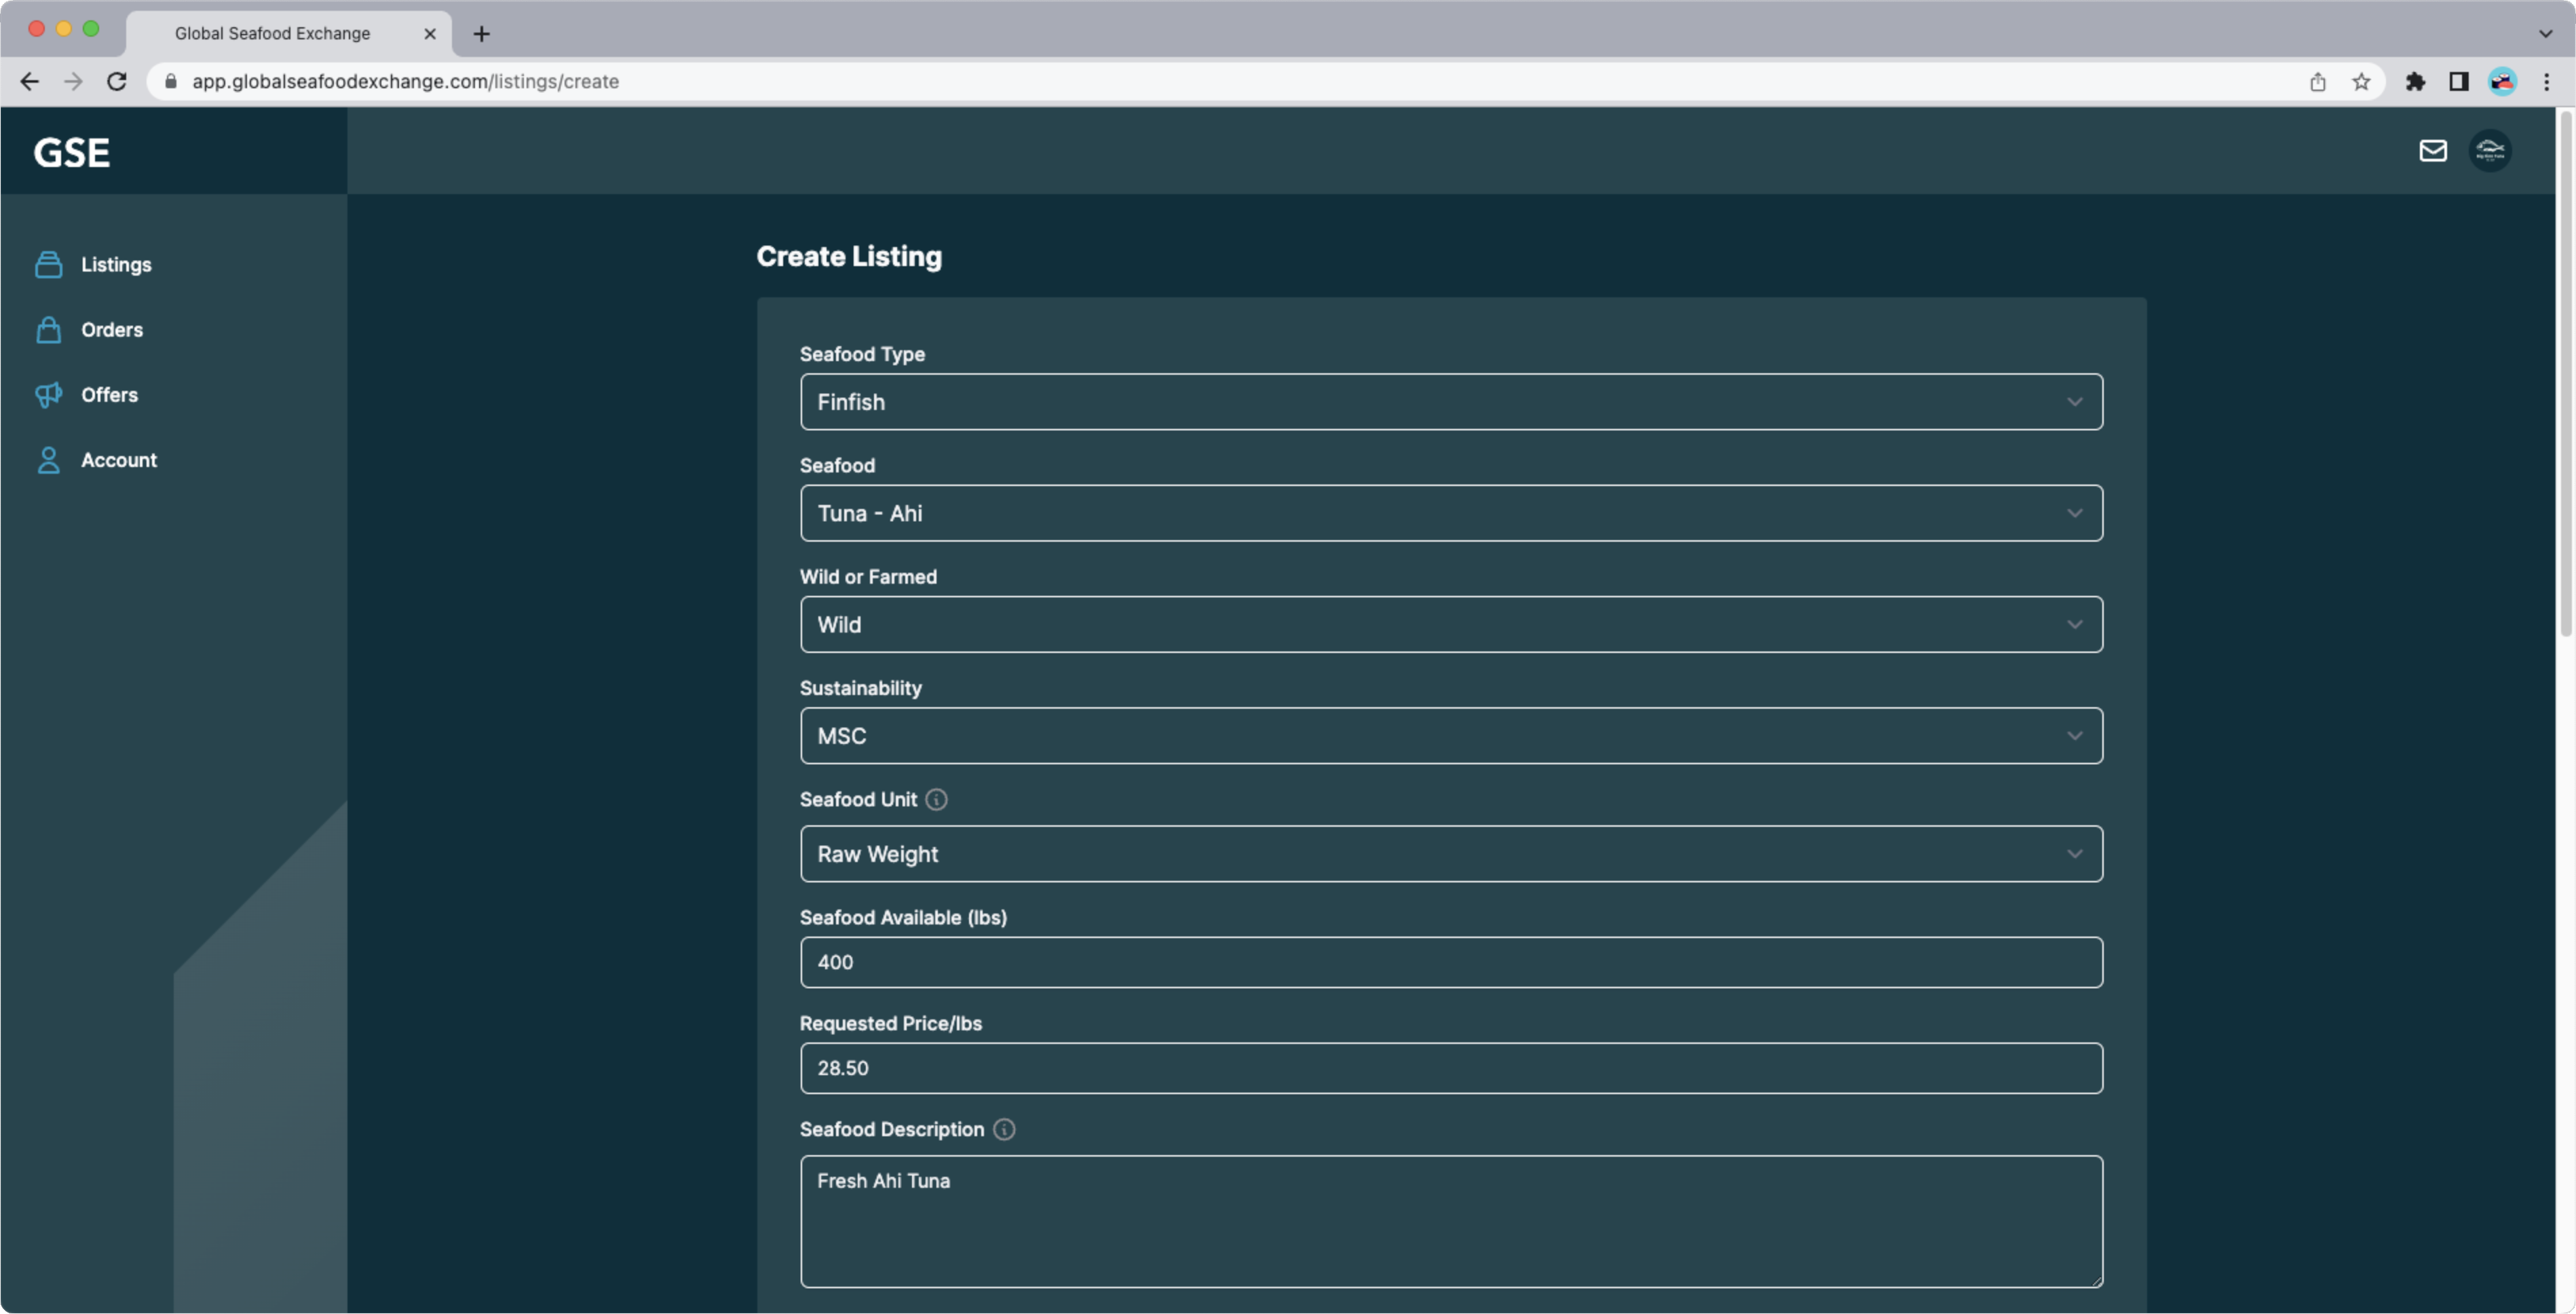 Global Seafood Exchange
app.globalseafoodexchange.com/listings/create
GSE
Listings
Orders
Offers
Account
Create Listing
Seafood Type
Finfish
Seafood
Tuna - Ahi
Wild or Farmed
Wild
Sustainability
MSC
Seafood Unit
Raw Weight
Seafood Available (lbs)
400
Requested Price/lbs
28.50
Seafood Description
Fresh Ahi Tuna